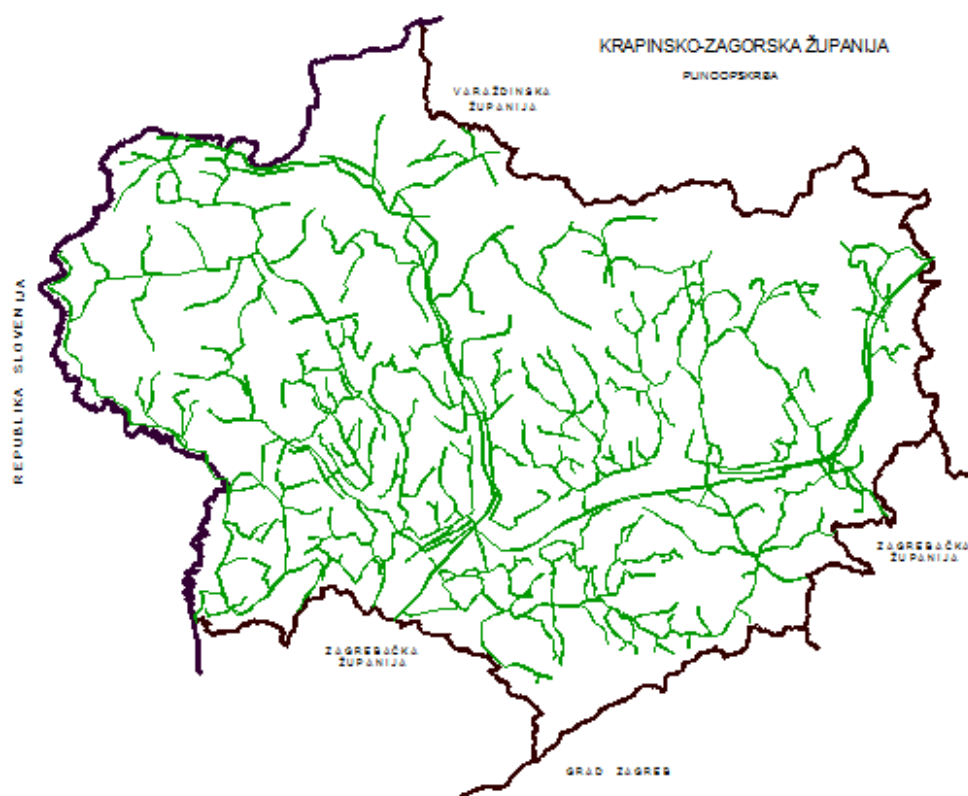 KRAPINSKO-ZAGORSKA ŽUPANIJA
PLINOOPSKRBA
VARAŽDINSKA
ŽUPANIJA
REPUBLIKA SLOVENIJA
ZAGREBAČKA
ŽUPANIJA
ZAGREBAČKA
ŽUPANIJA
GRAD ZAGREB